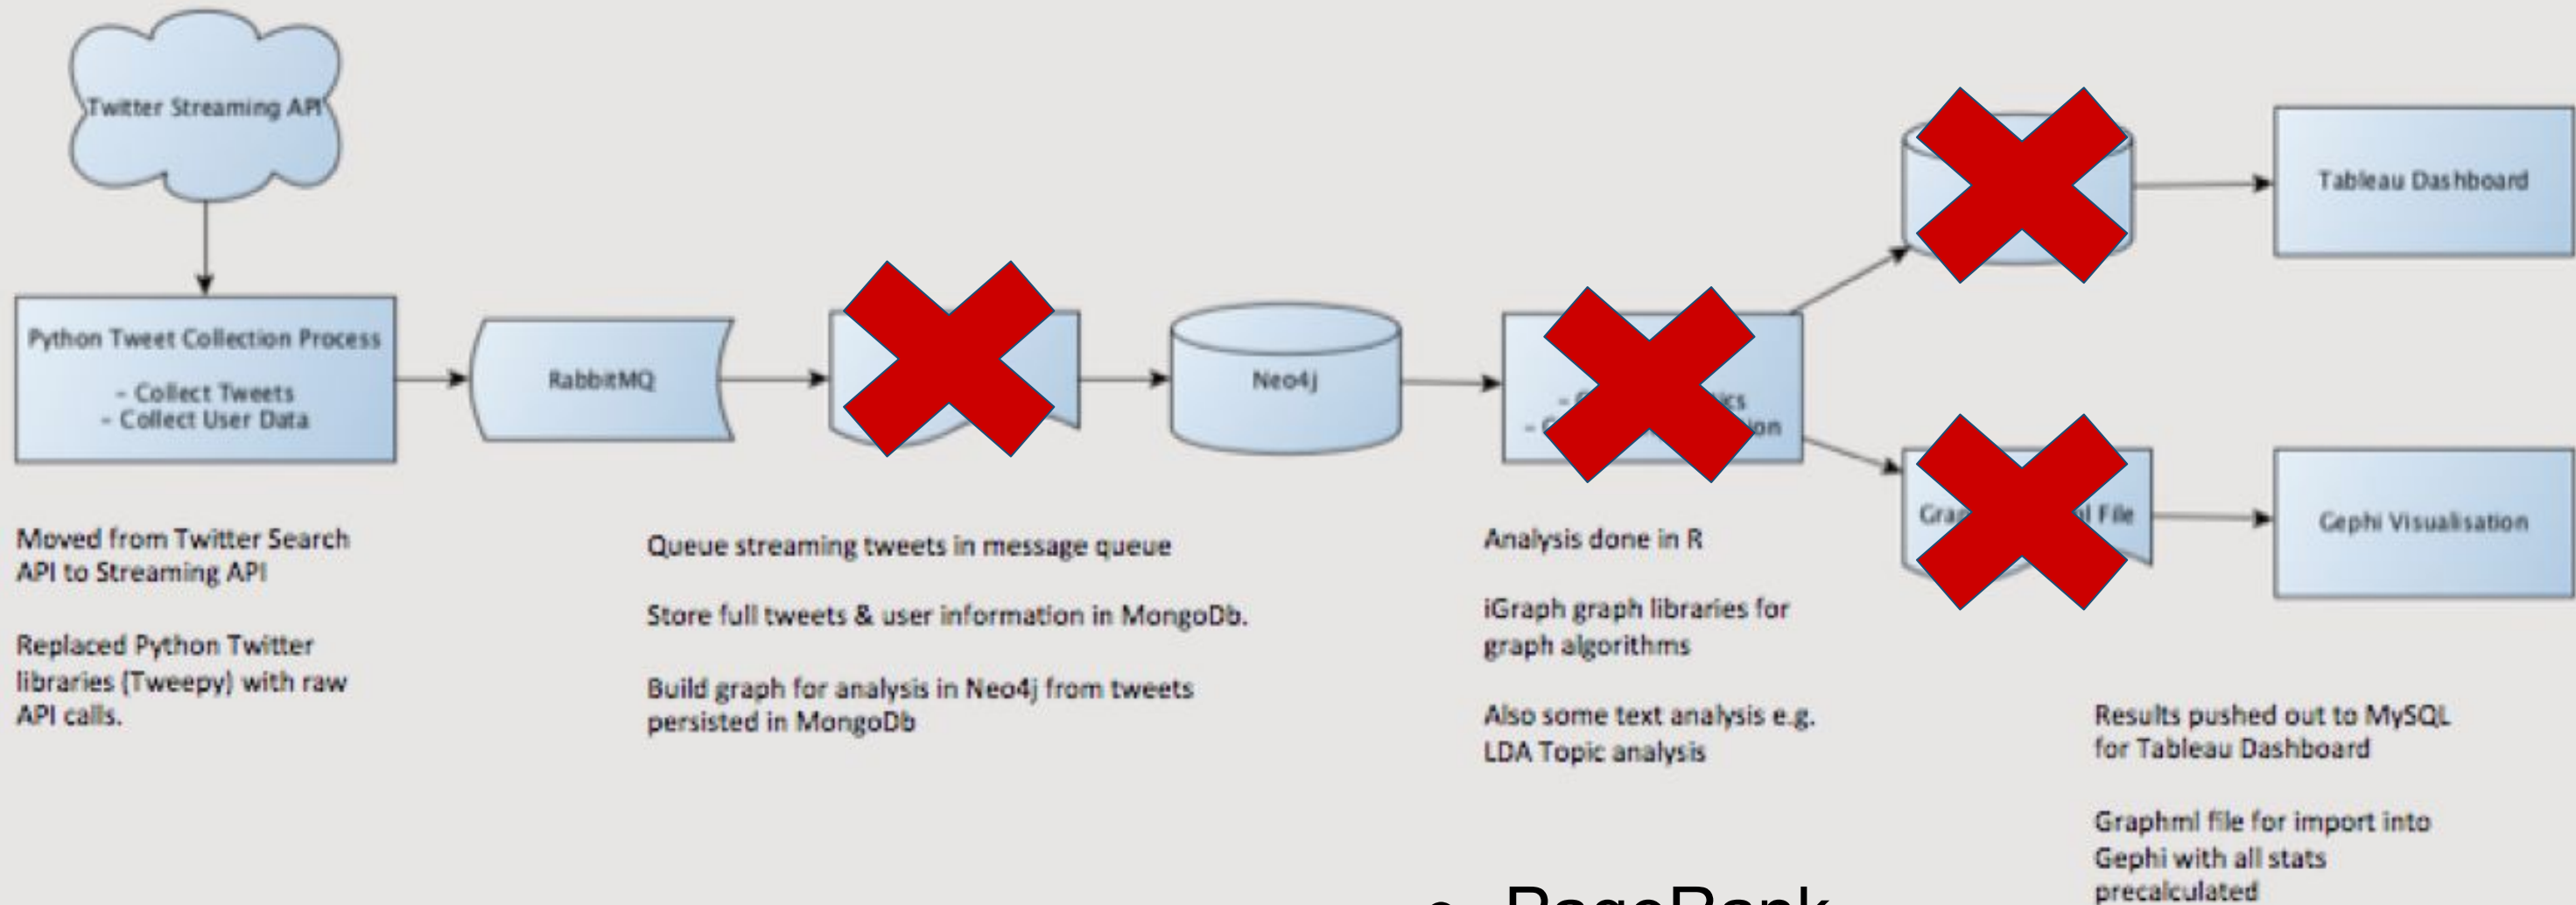 Twitter Streaming API
Python Tweet Collection Process
- Collect Tweets
- Collect User Data
RabbitMQ
Neo4j
File
Tableau Dashboard
Gephi Visualisation
Moved from Twitter Search
API to Streaming API
Replaced Python Twitter
libraries (Tweepy) with raw
API calls.
Queue streaming tweets in message queue
Store full tweets & user information in MongoDb.
Build graph for analysis in Neo4j from tweets
persisted in MongoDb
Analysis done in R
iGraph graph libraries for
graph algorithms
Also some text analysis e.g.
LDA Topic analysis
Results pushed out to MySQL
for Tableau Dashboard
Graphml file for import into
Gephi with all stats
precalculated
PageRank